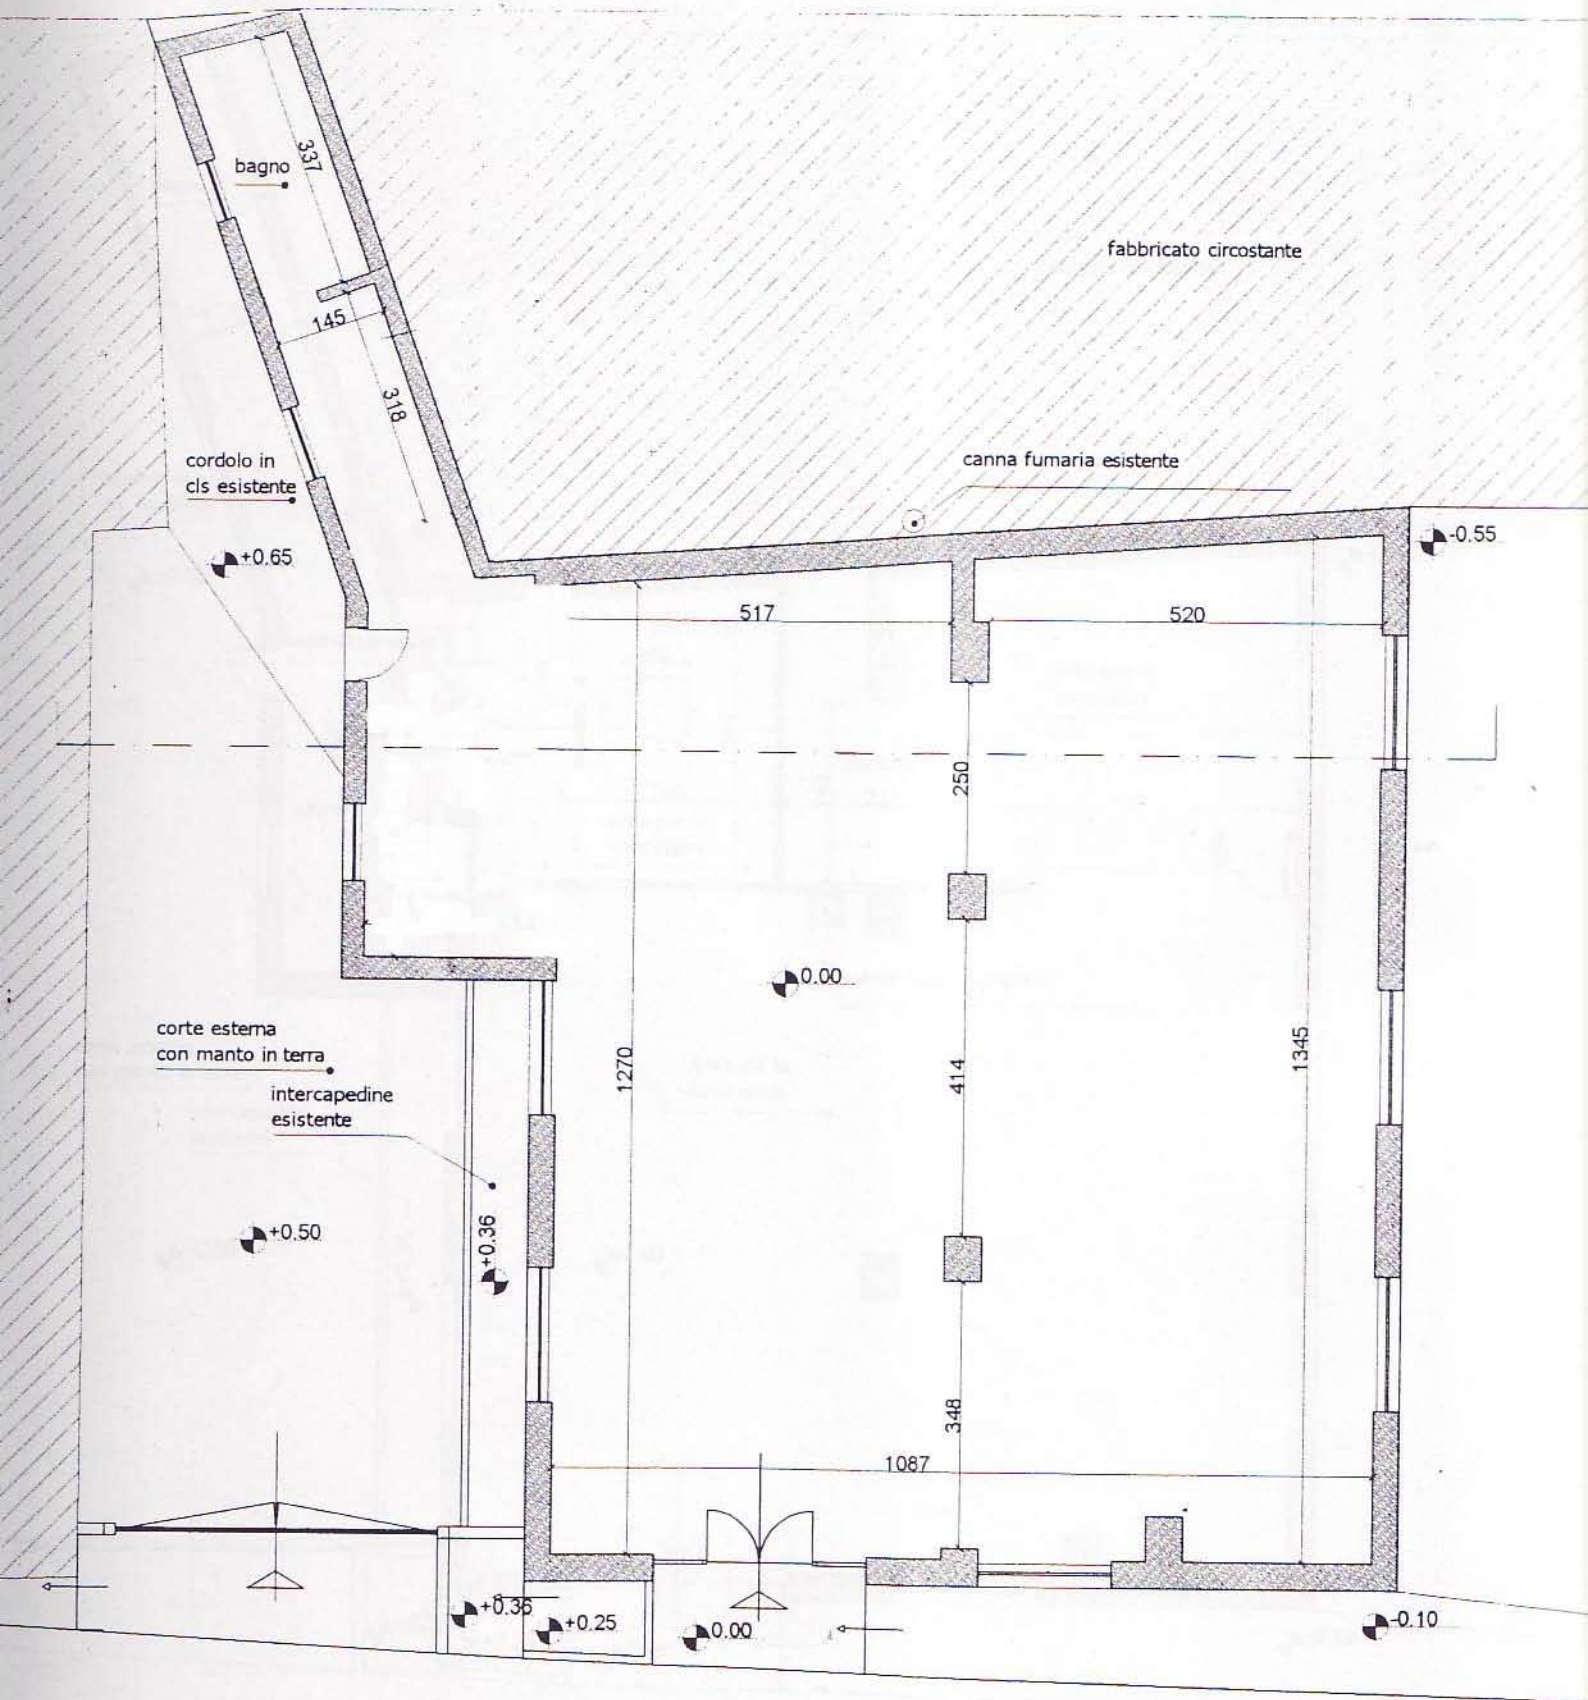 337
bagno
fabbricato circostante
145
318
cordolo in
cls esistente
canna fumaria esistente
+0.65
-0.55
517
520
250
0.00
corte esterna
con manto in terra
1270
414
1345
intercapedine
esistente
+0.50
+0.36
348
1087
+0.36
+0.25
0.00
-0.10